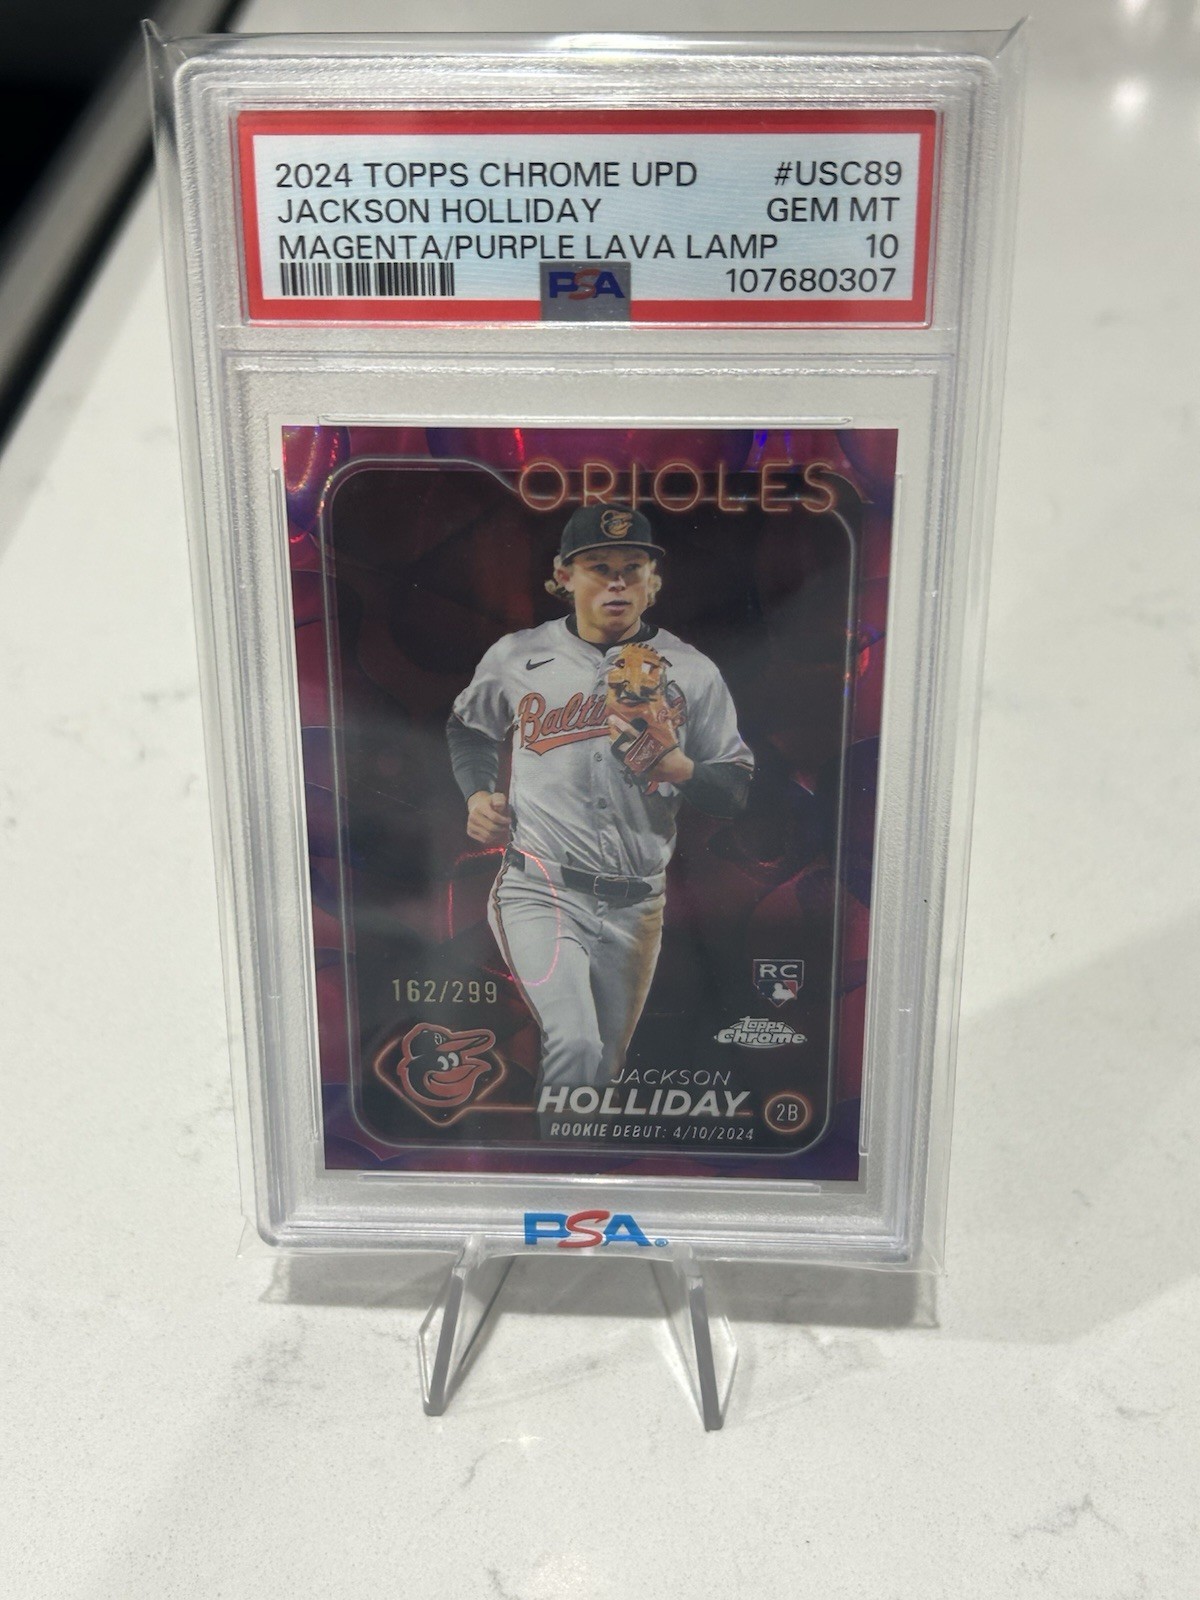 2024 TOPPS CHROME UPD #USC89
JACKSON HOLLIDAY GEM MT
MAGENTA/PURPLE LAVA LAMP 10
PSA 107680307
ORIOLES
Balti
162/299
RC
topps
Chrome
JACKSON
HOLLIDAY 2B
ROOKIE DEBUT: 4/10/2024
PSA®